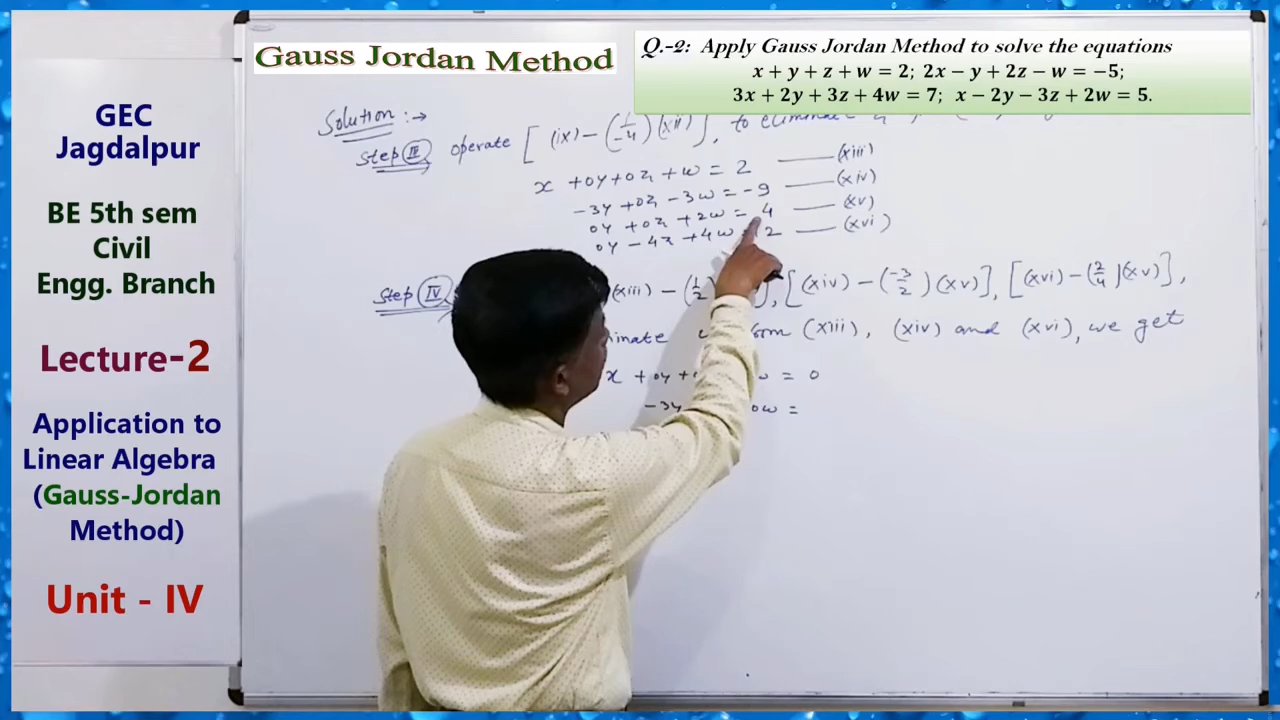 GEC
Jagdalpur
BE 5th sem
Civil
Engg. Branch
Lecture-2
Application to
Linear Algebra
(Gauss-Jordan
Method)
Unit - IV
Gauss Jordan Method
Q.-2: Apply Gauss Jordan Method to solve the equations
x + y + z + w = 2; 2x − y + 2z − w = −5;
3x + 2y + 3z + 4w = 7; x − 2y − 3z + 2w = 5.
Solution :→
Step III operate [ (ix) − (1/−4) (xii) ], to eliminate
x + 0y + 0z + w = 2 —— (xiii)
−3y + 0z − 3w = −9 —— (xiv)
0y + 0z + 2w = 4 —— (xv)
0y − 4z + 4w = 12 —— (xvi)
Step IV (xiii) − (1/2) ], [(xiv) − (−3/2) (xv)], [(xvi) − (2/4) (xv)],
(xiii), (xiv) and (xvi), we get
x + 0y + w = 0
−3y 0w =